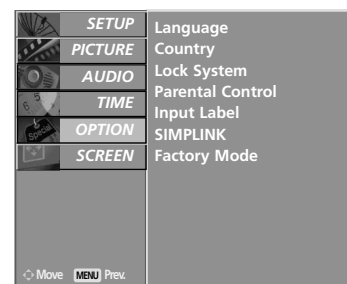 SETUP
PICTURE
AUDIO
TIME
OPTION
SCREEN
Special
Language
Country
Lock System
Parental Control
Input Label
SIMPLINK
Factory Mode
Move MENU Prev.